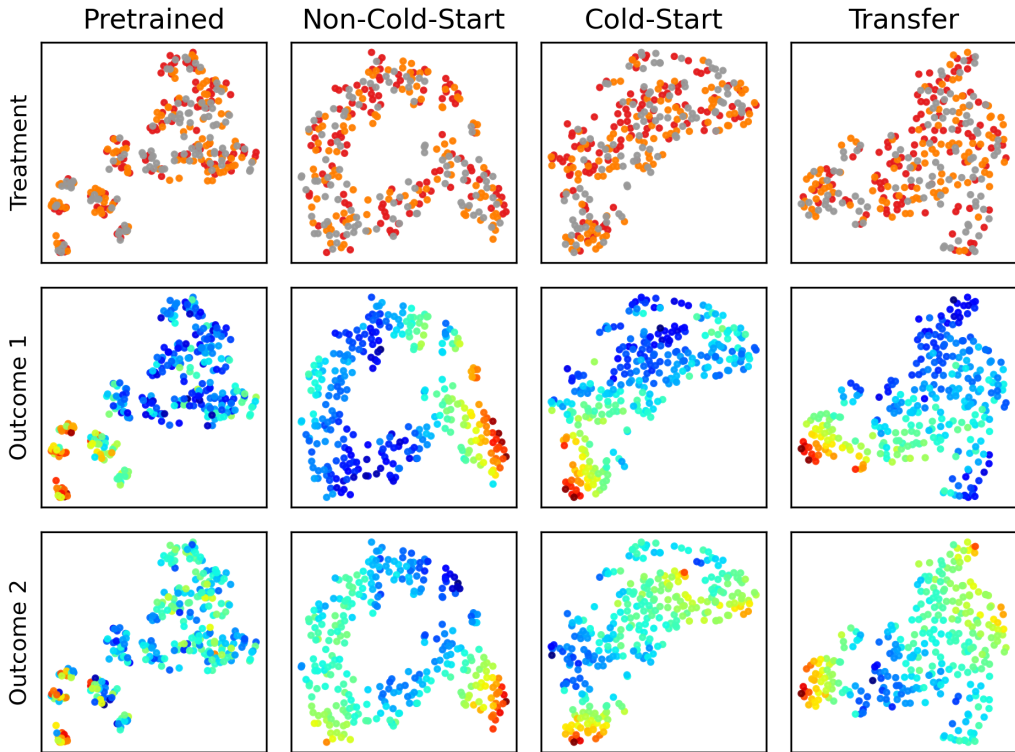 Pretrained Non-Cold-Start Cold-Start Transfer
Treatment
Outcome 1
Outcome 2